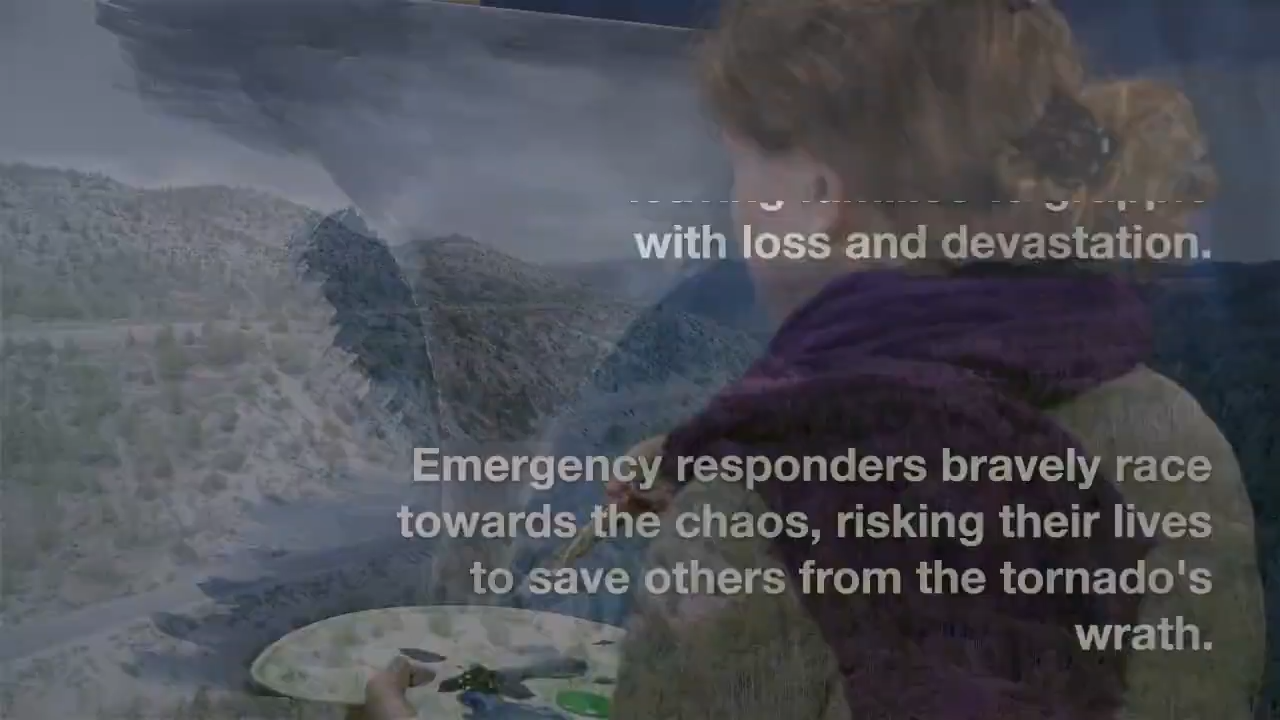 with loss and devastation.
Emergency responders bravely race
towards the chaos, risking their lives
to save others from the tornado's
wrath.